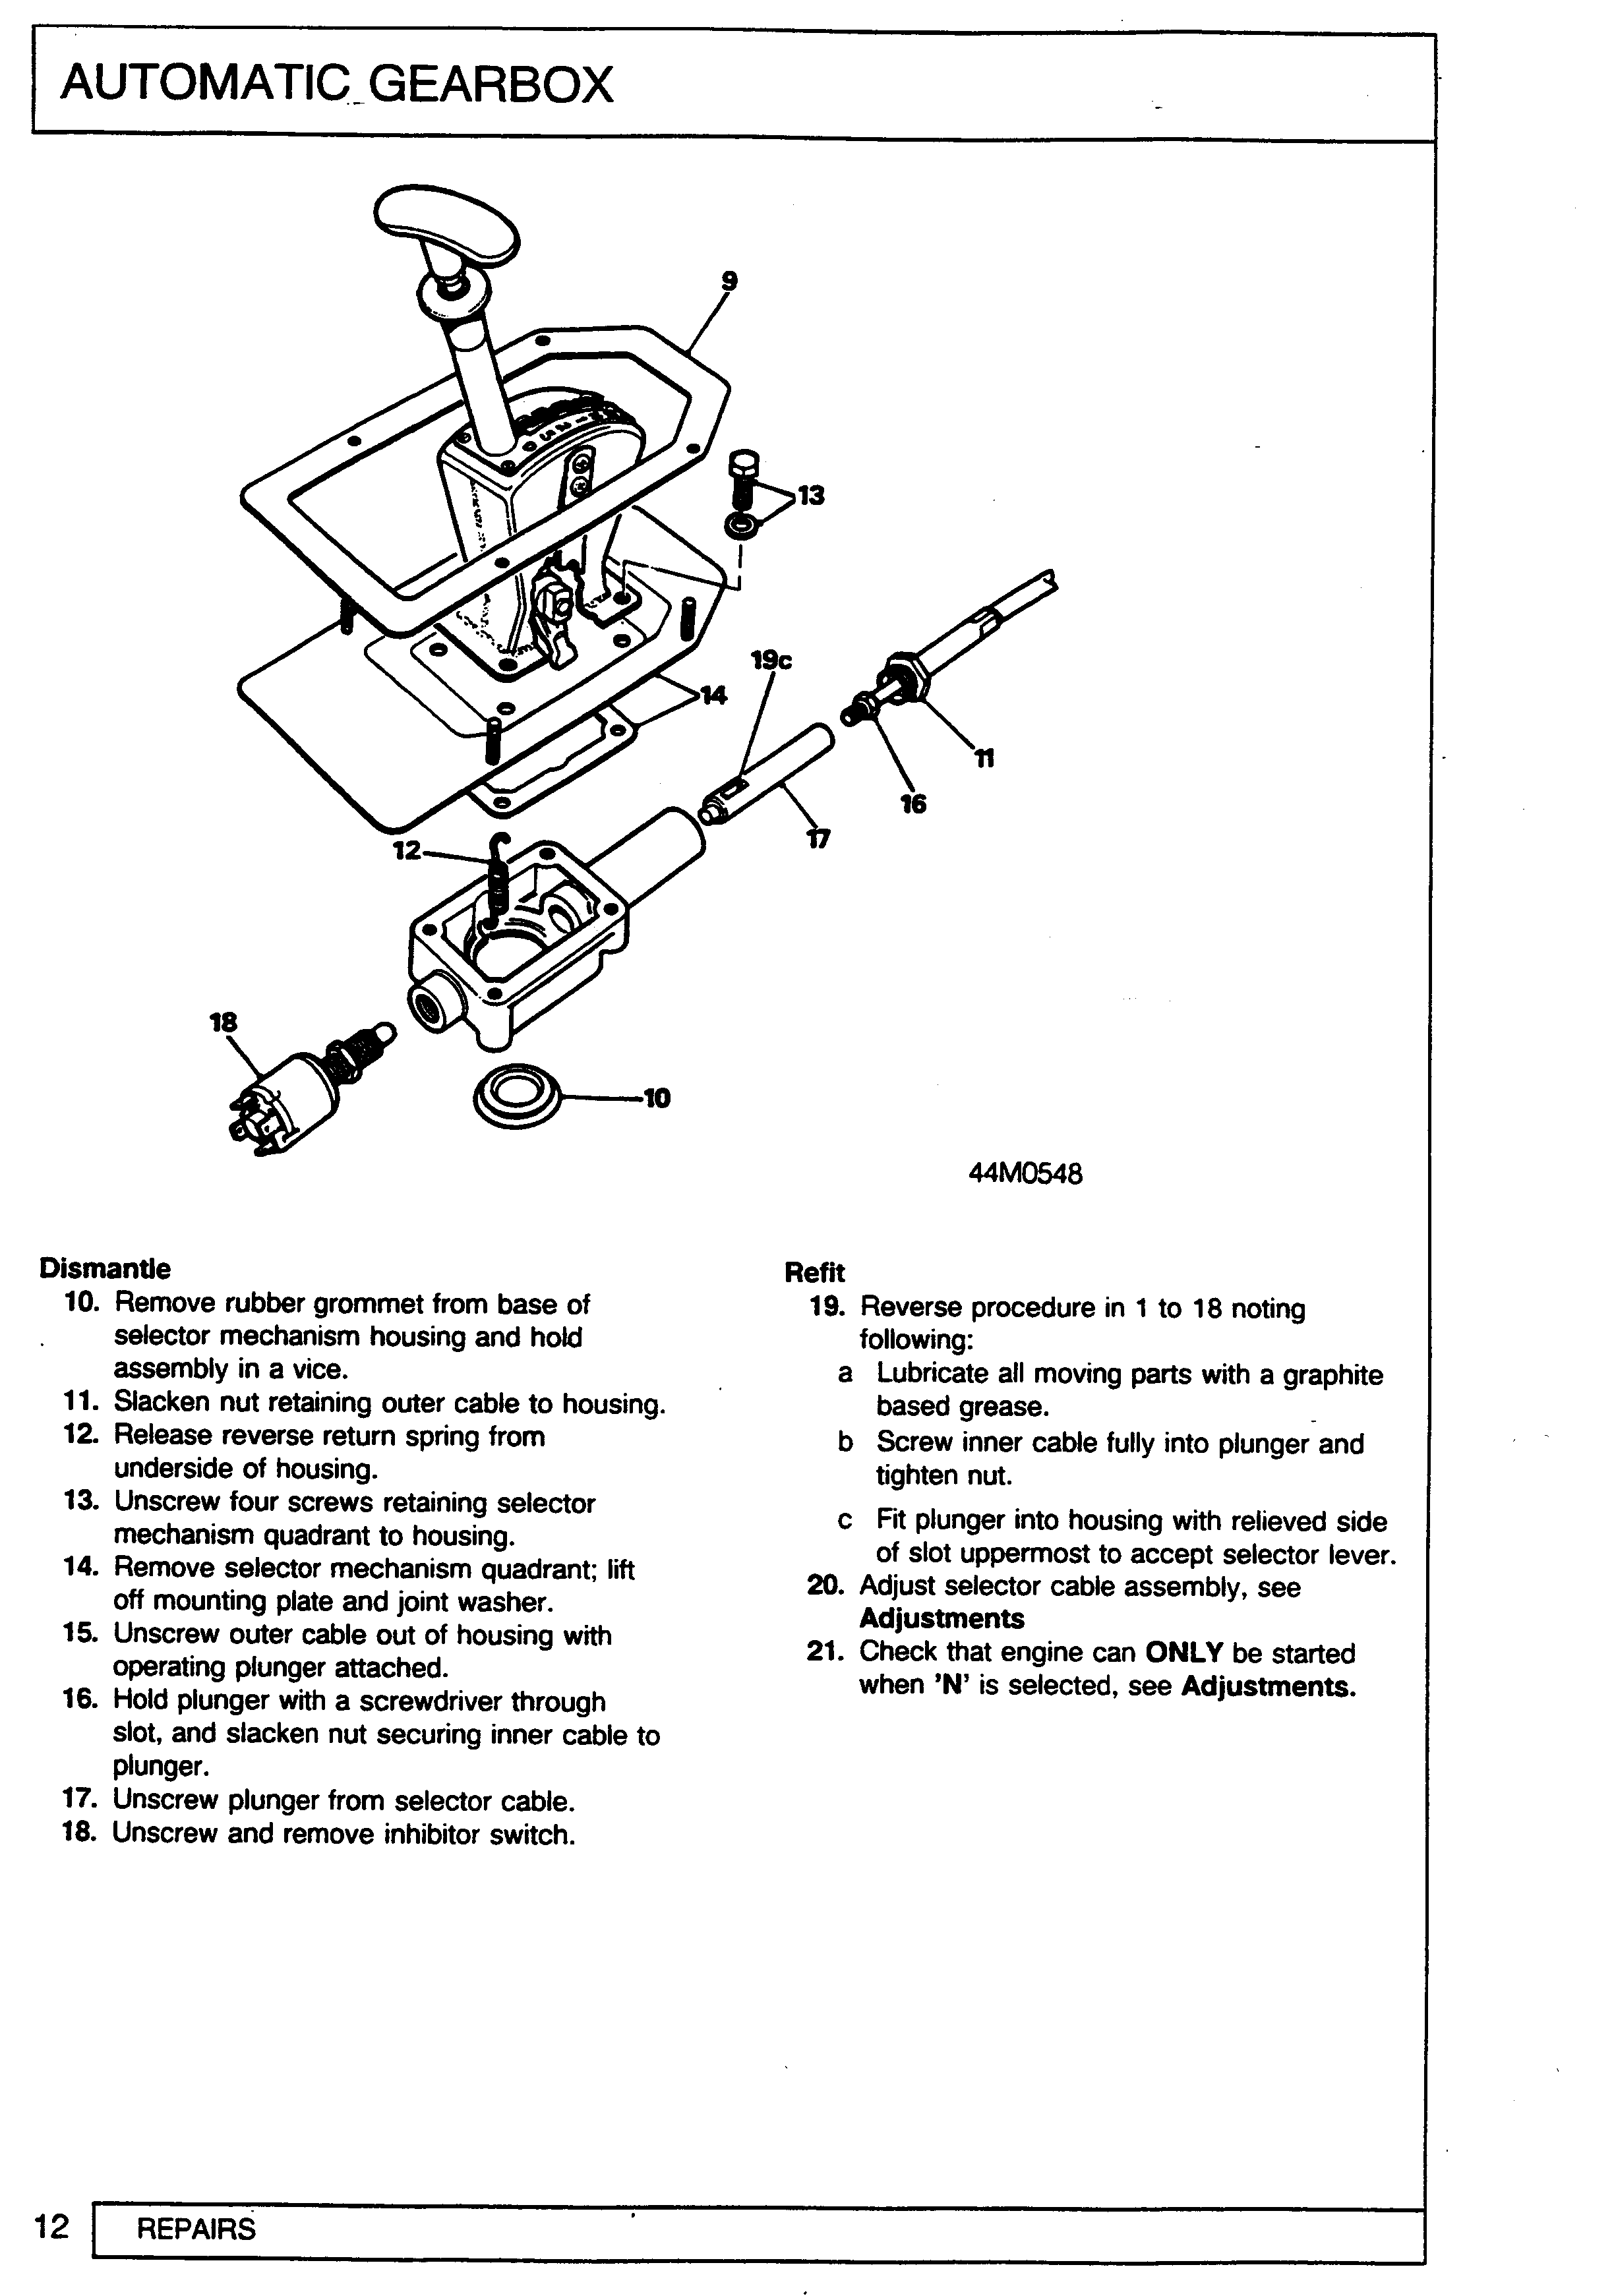 AUTOMATIC GEARBOX
9
13
19c
14
11
16
17
12
18
10
44M0548
Dismantle
10. Remove rubber grommet from base of
selector mechanism housing and hold
assembly in a vice.
11. Slacken nut retaining outer cable to housing.
12. Release reverse return spring from
underside of housing.
13. Unscrew four screws retaining selector
mechanism quadrant to housing.
14. Remove selector mechanism quadrant; lift
off mounting plate and joint washer.
15. Unscrew outer cable out of housing with
operating plunger attached.
16. Hold plunger with a screwdriver through
slot, and slacken nut securing inner cable to
plunger.
17. Unscrew plunger from selector cable.
18. Unscrew and remove inhibitor switch.
Refit
19. Reverse procedure in 1 to 18 noting
following:
a Lubricate all moving parts with a graphite
based grease.
b Screw inner cable fully into plunger and
tighten nut.
c Fit plunger into housing with relieved side
of slot uppermost to accept selector lever.
20. Adjust selector cable assembly, see
Adjustments
21. Check that engine can ONLY be started
when 'N' is selected, see Adjustments.
12
REPAIRS